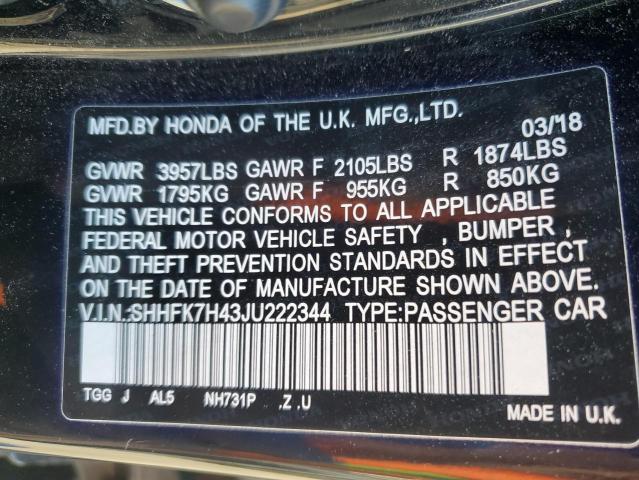 MFD.BY HONDA OF THE U.K. MFG.,LTD. 03/18
GVWR 3957LBS GAWR F 2105LBS R 1874LBS
GVWR 1795KG GAWR F 955KG R 850KG
THIS VEHICLE CONFORMS TO ALL APPLICABLE
FEDERAL MOTOR VEHICLE SAFETY , BUMPER ,
AND THEFT PREVENTION STANDARDS IN EFFECT
ON THE DATE OF MANUFACTURE SHOWN ABOVE.
V.I.N.:SHHFK7H43JU222344 TYPE:PASSENGER CAR
TGG J AL5 NH731P .Z .U
MADE IN U.K.